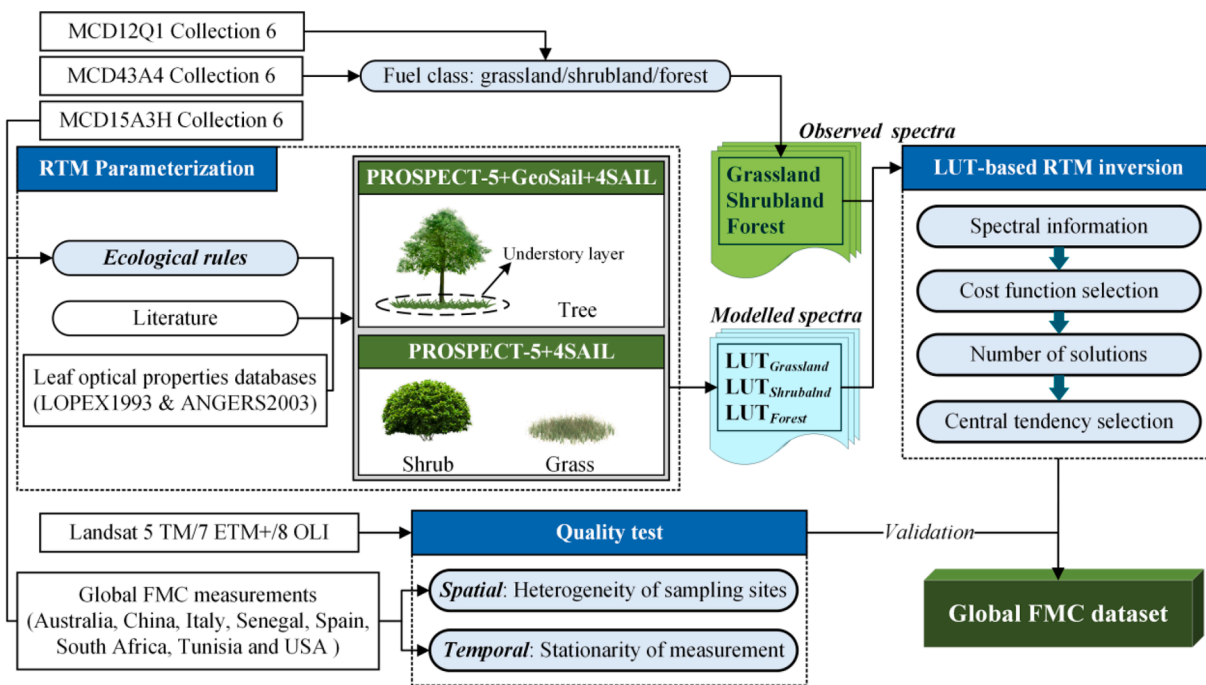 MCD12Q1 Collection 6
MCD43A4 Collection 6
Fuel class: grassland/shrubland/forest
MCD15A3H Collection 6
RTM Parameterization
Ecological rules
Literature
Leaf optical properties databases
(LOPEX1993 & ANGERS2003)
PROSPECT-5+GeoSail+4SAIL
Understory layer
Tree
PROSPECT-5+4SAIL
Shrub
Grass
Observed spectra
Grassland
Shrubland
Forest
Modelled spectra
LUTGrassland
LUTShrubalnd
LUTForest
LUT-based RTM inversion
Spectral information
Cost function selection
Number of solutions
Central tendency selection
Landsat 5 TM/7 ETM+/8 OLI
Global FMC measurements
(Australia, China, Italy, Senegal, Spain,
South Africa, Tunisia and USA )
Quality test
Spatial: Heterogeneity of sampling sites
Temporal: Stationarity of measurement
Validation
Global FMC dataset